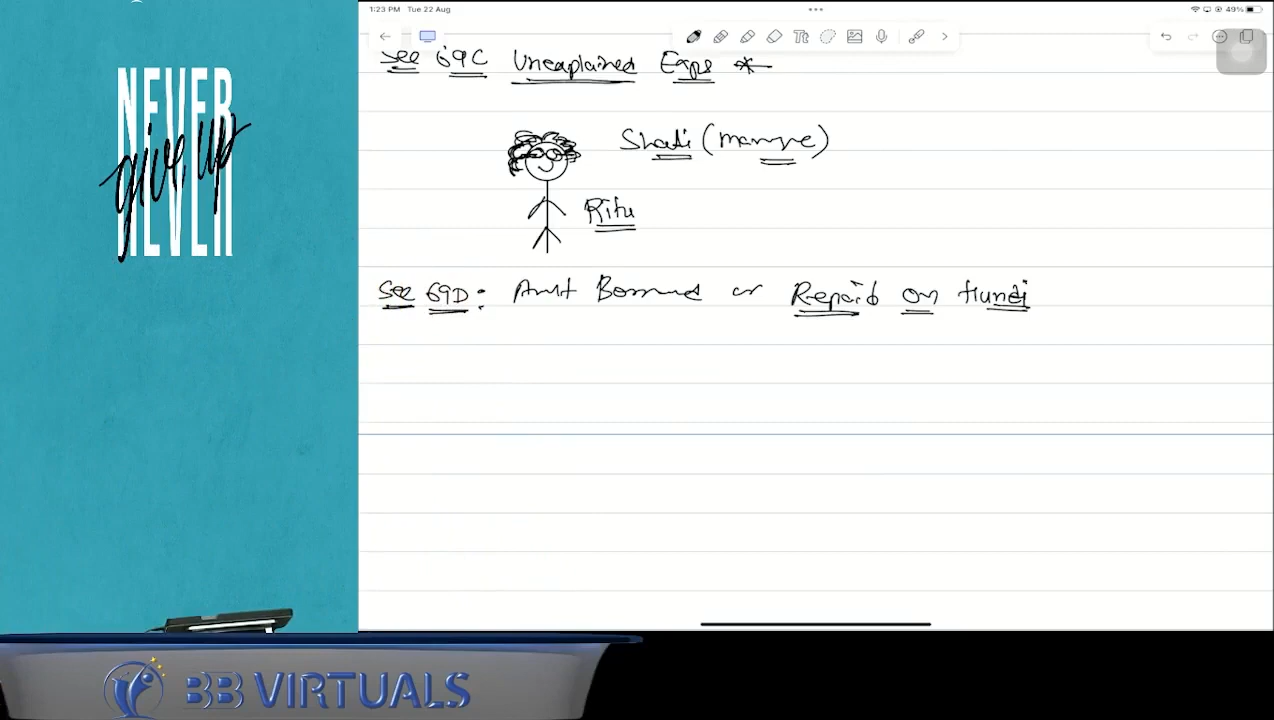 1:23 PM Tue 22 Aug
49%
NEVER
give up
NEVER
Sec 69C Unexplained Exps *
Shadi (Marriage)
Ritu
Sec 69D: Amt Borrowed or Repaid on Hundi
BB VIRTUALS